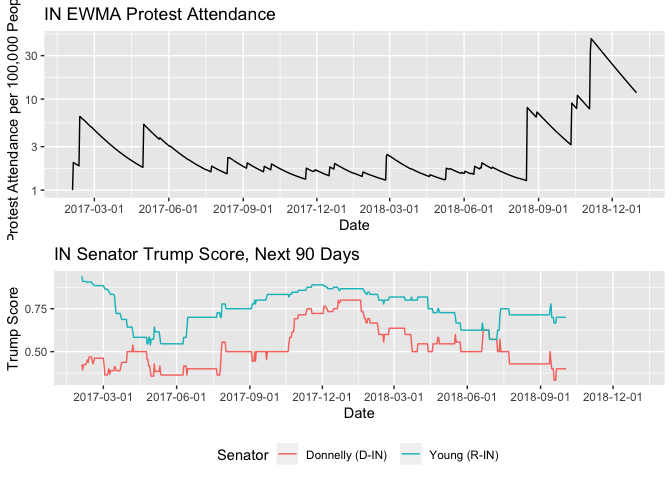 IN EWMA Protest Attendance
Protest Attendance per 100,000 Peop
30
10
3
1
2017-03-01 2017-06-01 2017-09-01 2017-12-01 2018-03-01 2018-06-01 2018-09-01 2018-12-01
Date
IN Senator Trump Score, Next 90 Days
Trump Score
0.75
0.50
2017-03-01 2017-06-01 2017-09-01 2017-12-01 2018-03-01 2018-06-01 2018-09-01 2018-12-01
Date
Senator Donnelly (D-IN) Young (R-IN)